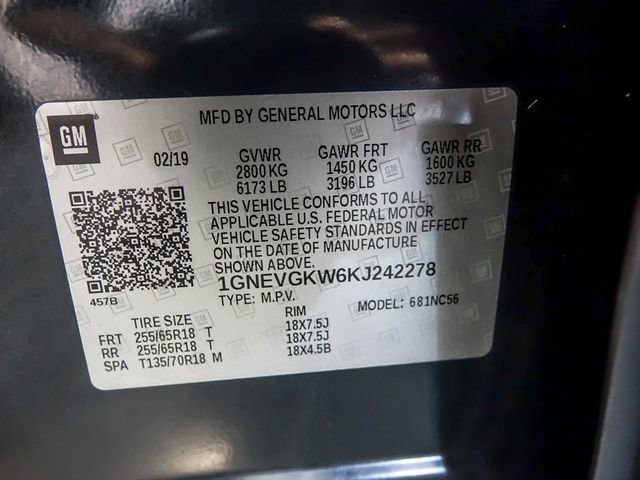 MFD BY GENERAL MOTORS LLC
GM
02/19 GVWR GAWR FRT GAWR RR
2800 KG 1450 KG 1600 KG
6173 LB 3196 LB 3527 LB
THIS VEHICLE CONFORMS TO ALL
APPLICABLE U.S. FEDERAL MOTOR
VEHICLE SAFETY STANDARDS IN EFFECT
ON THE DATE OF MANUFACTURE
SHOWN ABOVE.
457B
1GNEVGKW6KJ242278
TYPE: M.P.V. MODEL: 681NC56
TIRE SIZE RIM
FRT 255/65R18 T 18X7.5J
RR 255/65R18 T 18X7.5J
SPA T135/70R18 M 18X4.5B